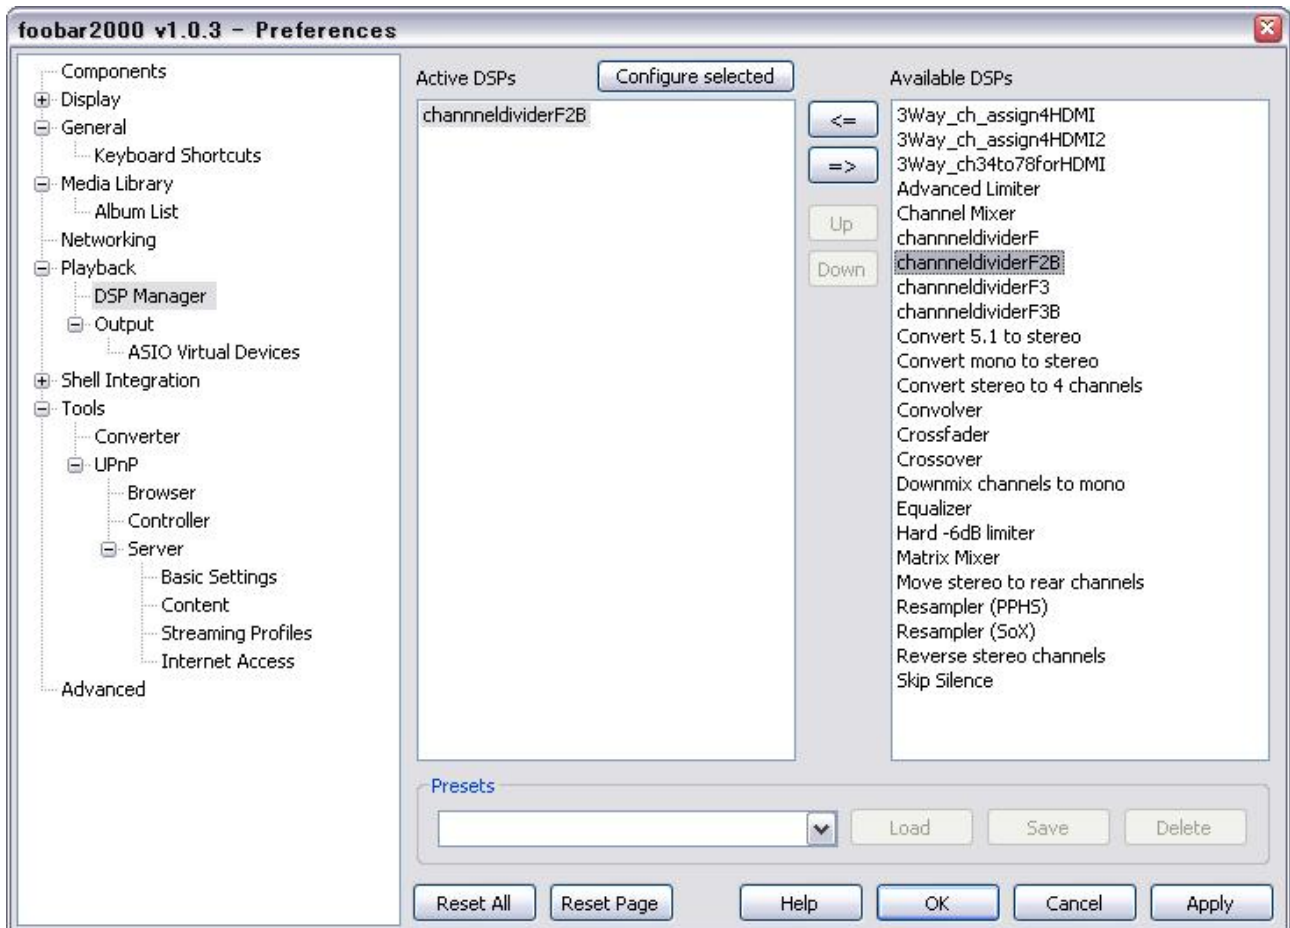 foobar2000 v1.0.3 - Preferences
Components
Display
General
Keyboard Shortcuts
Media Library
Album List
Networking
Playback
DSP Manager
Output
ASIO Virtual Devices
Shell Integration
Tools
Converter
UPnP
Browser
Controller
Server
Basic Settings
Content
Streaming Profiles
Internet Access
Advanced
Active DSPs
Configure selected
channneldividerF2B
<=
=>
Up
Down
Available DSPs
3Way_ch_assign4HDMI
3Way_ch_assign4HDMI2
3Way_ch34to78forHDMI
Advanced Limiter
Channel Mixer
channneldividerF
channneldividerF2B
channneldividerF3
channneldividerF3B
Convert 5.1 to stereo
Convert mono to stereo
Convert stereo to 4 channels
Convolver
Crossfader
Crossover
Downmix channels to mono
Equalizer
Hard -6dB limiter
Matrix Mixer
Move stereo to rear channels
Resampler (PPHS)
Resampler (SoX)
Reverse stereo channels
Skip Silence
Presets
Load
Save
Delete
Reset All
Reset Page
Help
OK
Cancel
Apply